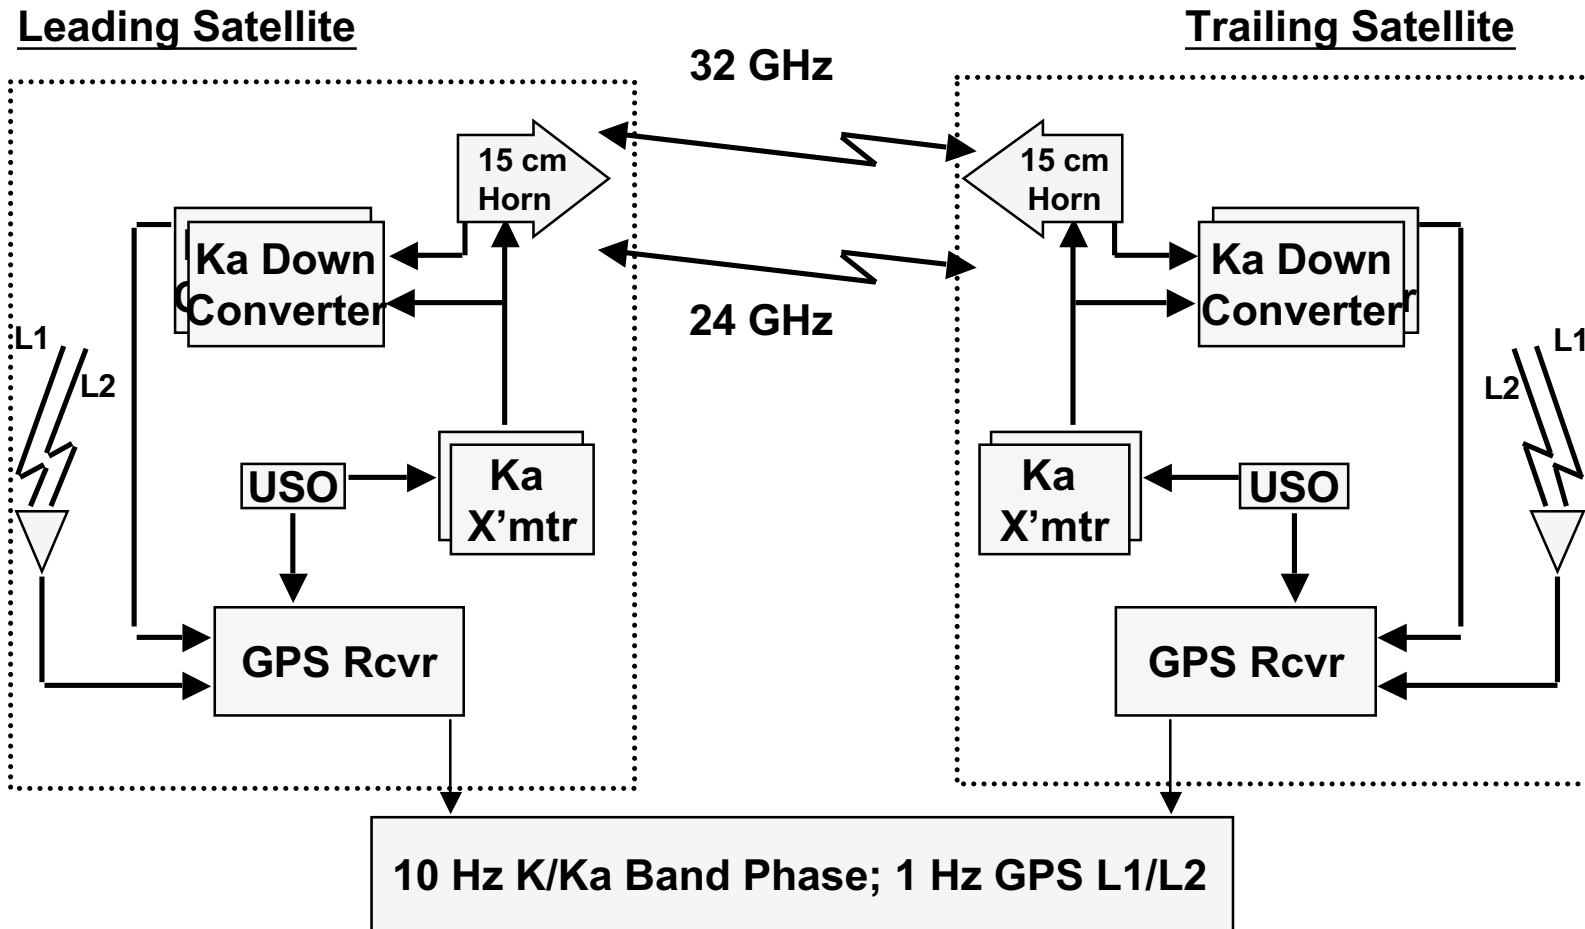 Leading Satellite
Trailing Satellite
32 GHz
15 cm
Horn
15 cm
Horn
Ka Down
Converter
Ka Down
Converter
24 GHz
L1
L2
L1
L2
USO
Ka
X’mtr
Ka
X’mtr
USO
GPS Rcvr
GPS Rcvr
10 Hz K/Ka Band Phase; 1 Hz GPS L1/L2